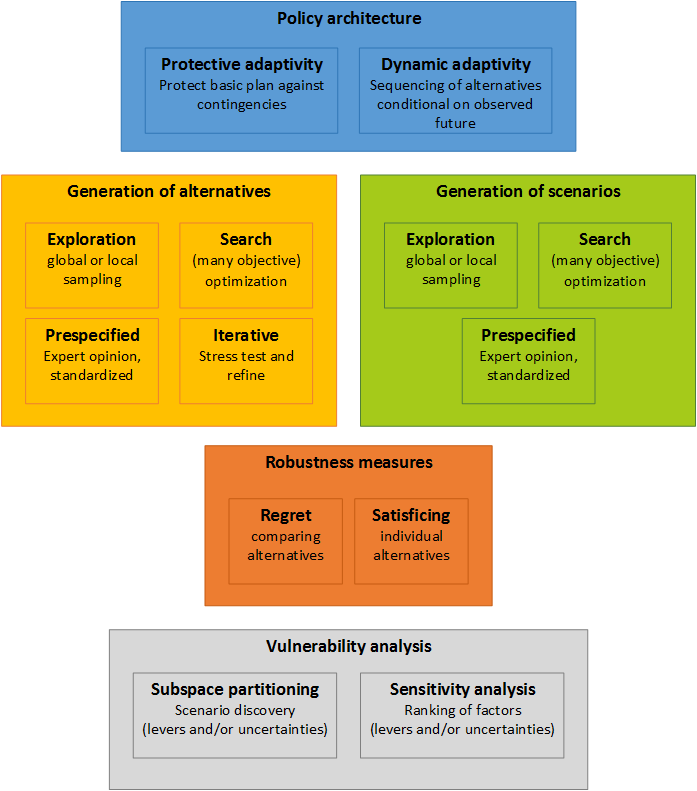 Policy architecture
Protective adaptivity
Protect basic plan against
contingencies
Dynamic adaptivity
Sequencing of alternatives
conditional on observed
future
Generation of alternatives
Exploration
global or local
sampling
Search
(many objective)
optimization
Prespecified
Expert opinion,
standardized
Iterative
Stress test and
refine
Generation of scenarios
Exploration
global or local
sampling
Search
(many objective)
optimization
Prespecified
Expert opinion,
standardized
Robustness measures
Regret
comparing
alternatives
Satisficing
individual
alternatives
Vulnerability analysis
Subspace partitioning
Scenario discovery
(levers and/or uncertainties)
Sensitivity analysis
Ranking of factors
(levers and/or uncertainties)